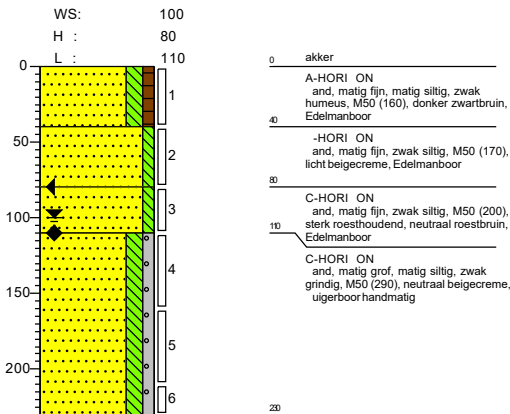 WS: 100
H : 80
L : 110
0
50
100
150
200
1
2
3
4
5
6
0 akker
A-HORI ON
and, matig fijn, matig siltig, zwak
humeus, M50 (160), donker zwartbruin,
Edelmanboor
40
-HORI ON
and, matig fijn, zwak siltig, M50 (170),
licht beigecreme, Edelmanboor
80
C-HORI ON
and, matig fijn, zwak siltig, M50 (200),
sterk roesthoudend, neutraal roestbruin,
Edelmanboor
110
C-HORI ON
and, matig grof, matig siltig, zwak
grindig, M50 (290), neutraal beigecreme,
uigerboor handmatig
230